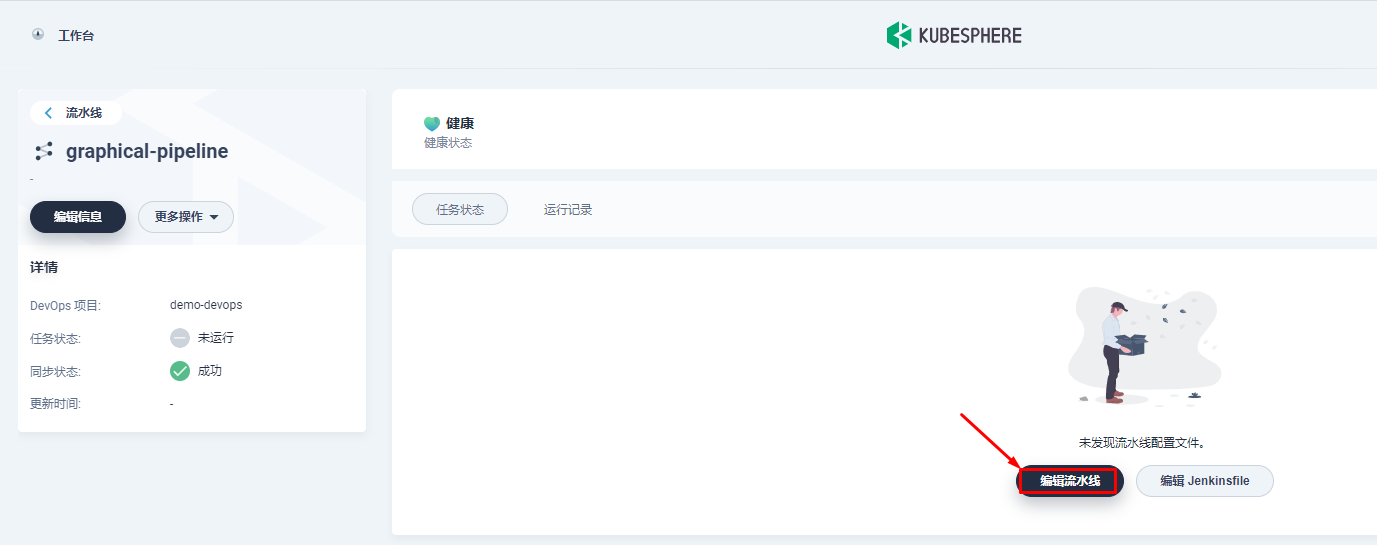 工作台
KUBESPHERE
流水线
graphical-pipeline
-
编辑信息
更多操作
详情
DevOps 项目:
demo-devops
任务状态:
未运行
同步状态:
成功
更新时间:
-
健康
健康状态
任务状态
运行记录
未发现流水线配置文件。
编辑流水线
编辑 Jenkinsfile